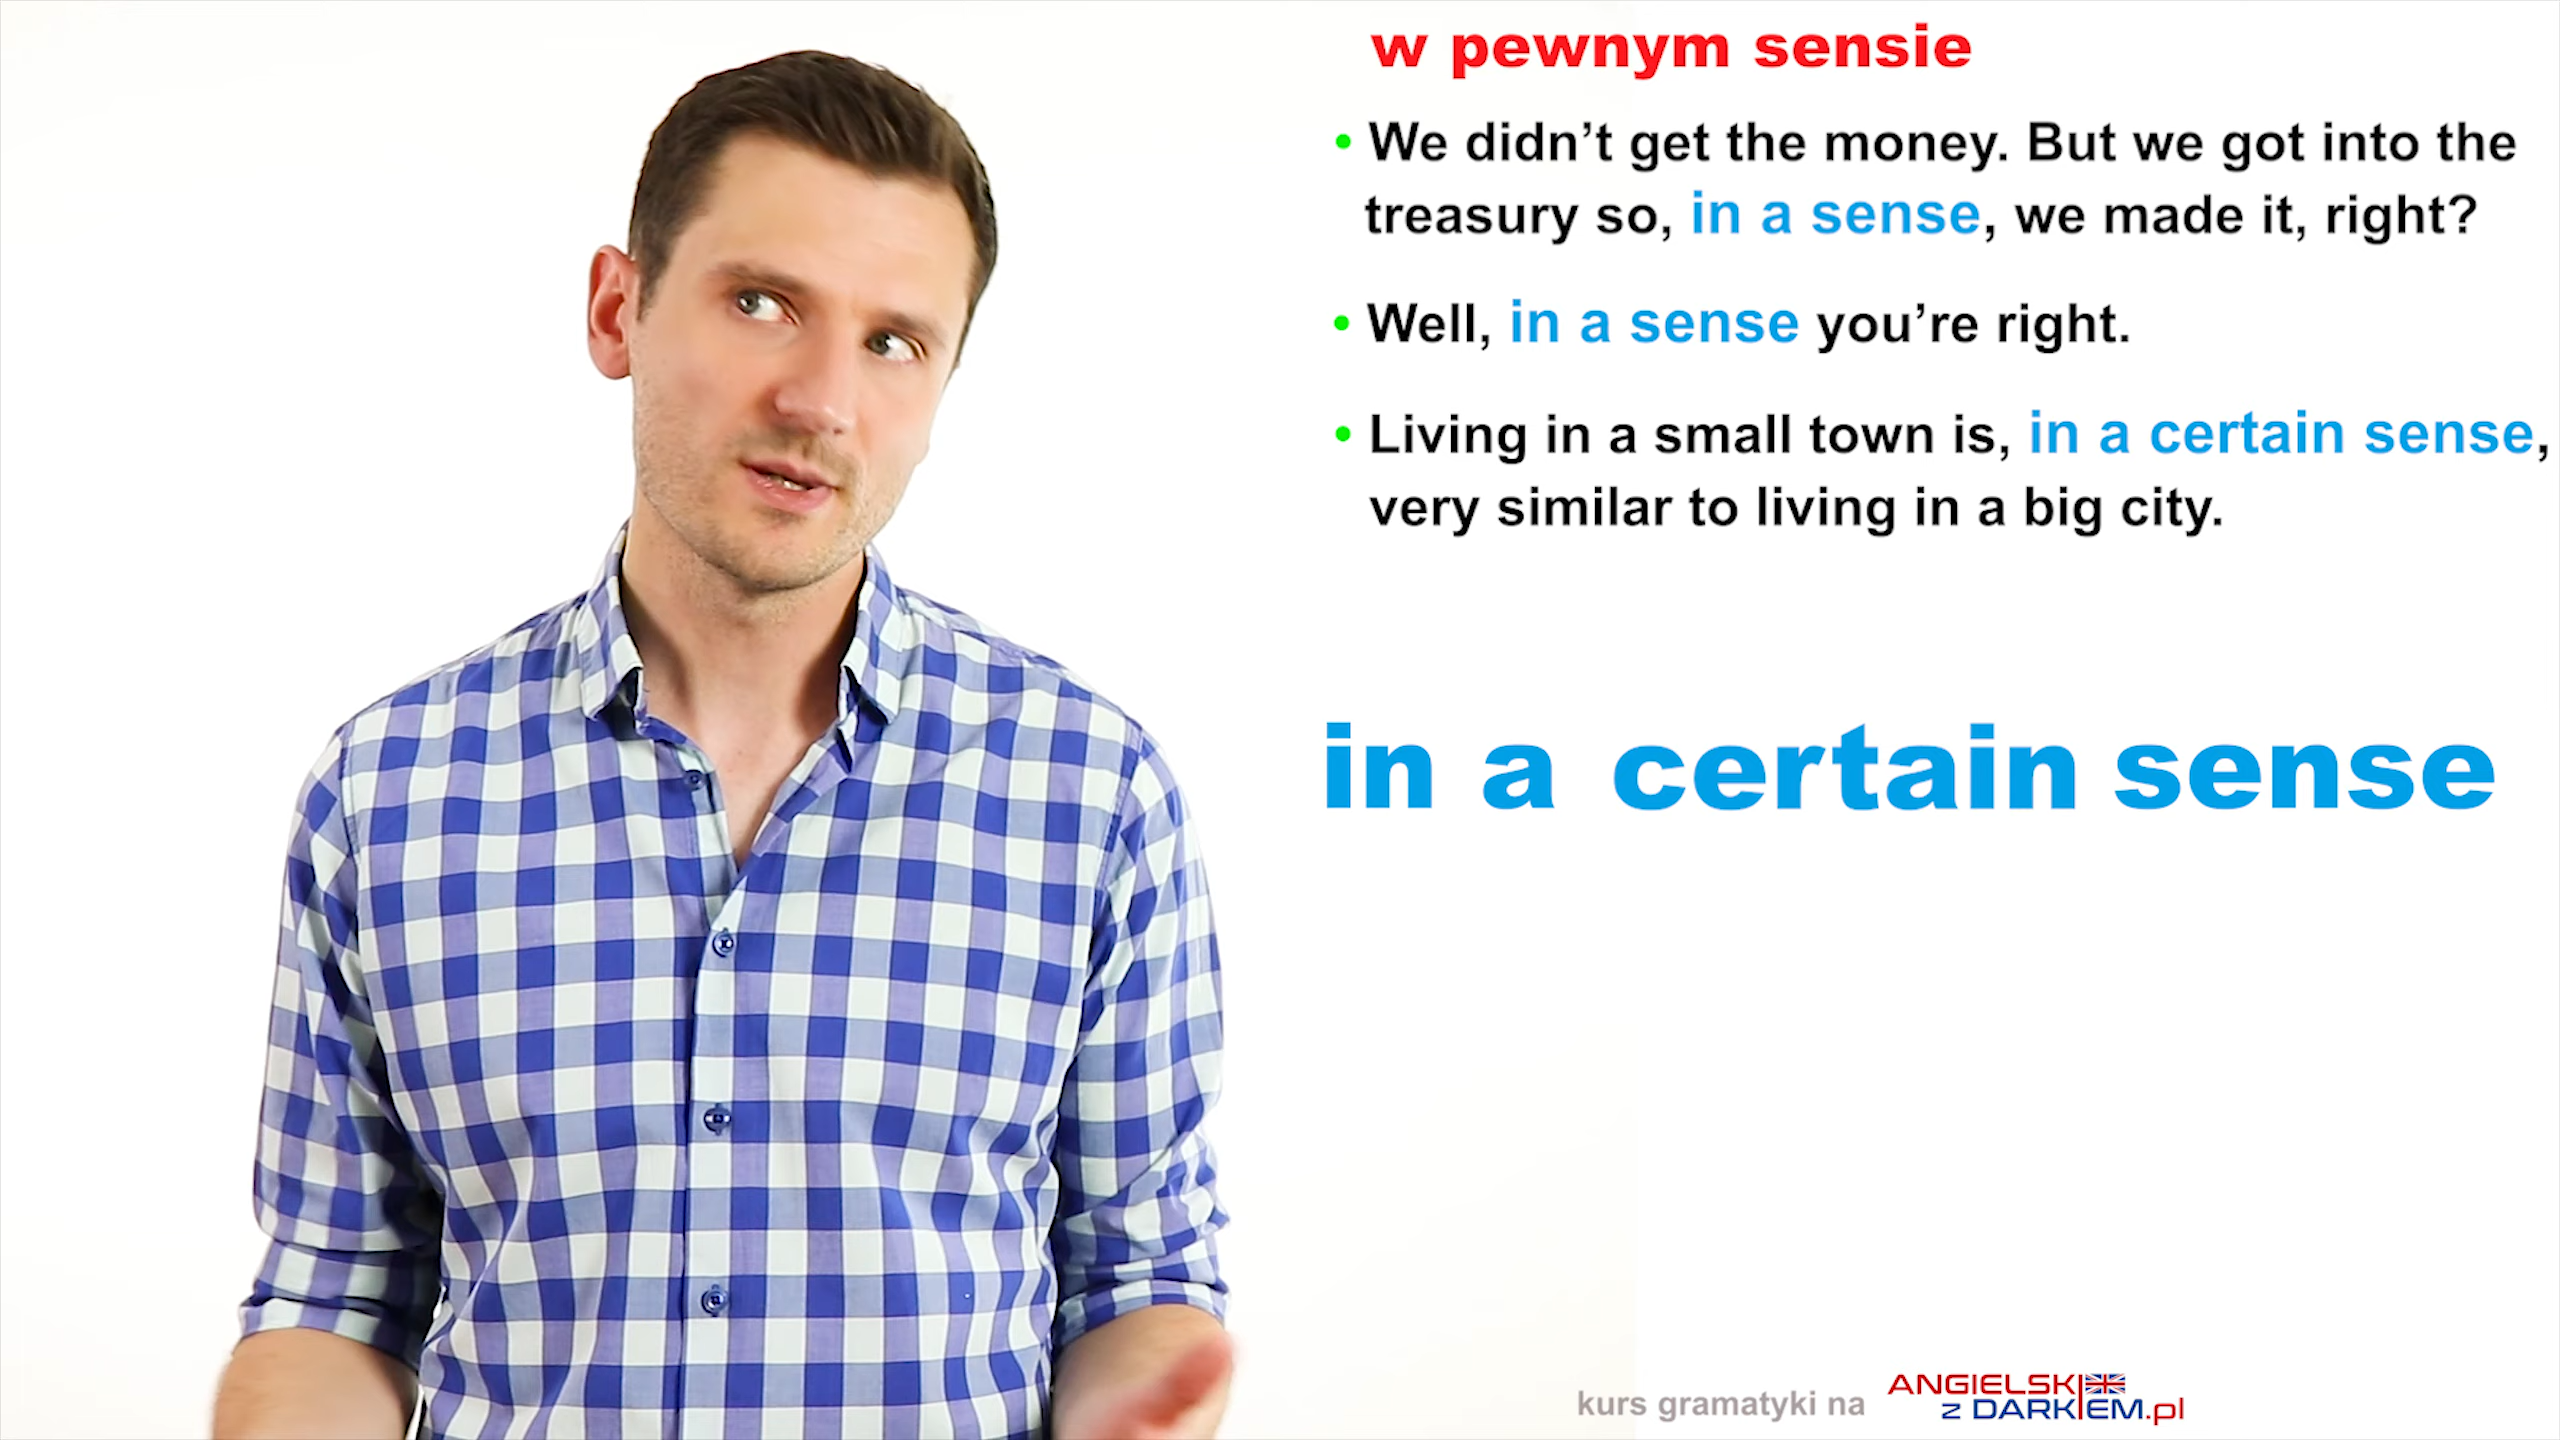 w pewnym sensie
• We didn’t get the money. But we got into the
treasury so, in a sense, we made it, right?
• Well, in a sense you’re right.
• Living in a small town is, in a certain sense,
very similar to living in a big city.
in a certain sense
kurs gramatyki na
ANGIELSKI
z DARKIEM.pl